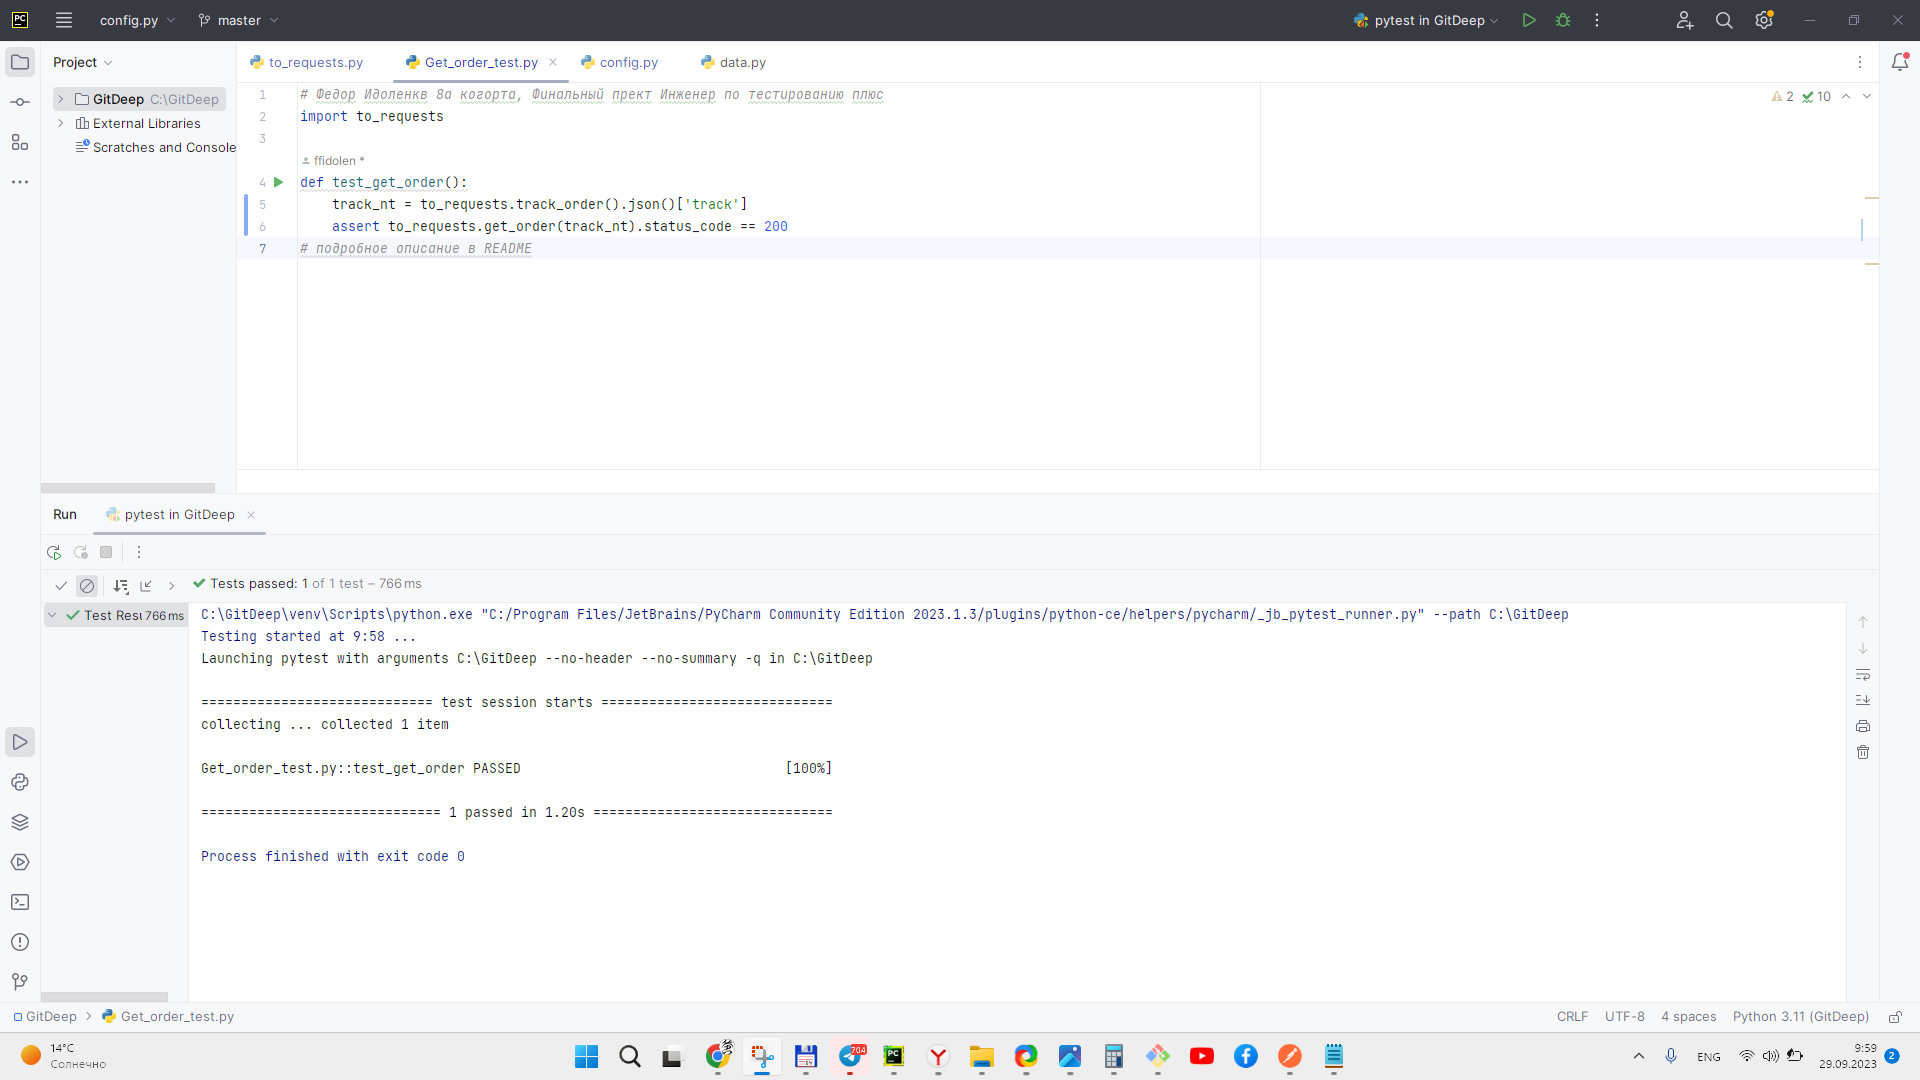 config.py
master
pytest in GitDeep
Project
to_requests.py
Get_order_test.py
config.py
data.py
GitDeep C:\GitDeep
External Libraries
Scratches and Console
1 # Федор Идоленкв 8а когорта, Финальный прект Инженер по тестированию плюс
2 10
2 import to_requests
3
ffidolen *
4 def test_get_order():
5 track_nt = to_requests.track_order().json()['track']
6 assert to_requests.get_order(track_nt).status_code == 200
7 # подробное описание в README
Run
pytest in GitDeep
Tests passed: 1 of 1 test – 766 ms
Test Resu 766 ms
C:\GitDeep\venv\Scripts\python.exe "C:/Program Files/JetBrains/PyCharm Community Edition 2023.1.3/plugins/python-ce/helpers/pycharm/_jb_pytest_runner.py" --path C:\GitDeep
Testing started at 9:58 ...
Launching pytest with arguments C:\GitDeep --no-header --no-summary -q in C:\GitDeep
============================= test session starts =============================
collecting ... collected 1 item
Get_order_test.py::test_get_order PASSED [100%]
============================== 1 passed in 1.20s ==============================
Process finished with exit code 0
GitDeep
Get_order_test.py
CRLF
UTF-8
4 spaces
Python 3.11 (GitDeep)
14°C
Солнечно
704
PC
ENG
9:59
29.09.2023
2